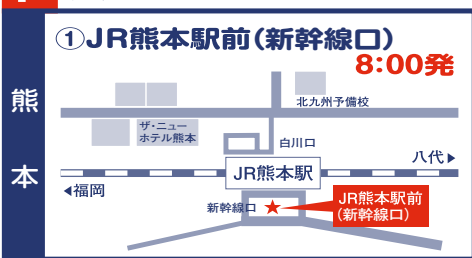 ①JR熊本駅前(新幹線口)
8:00発
熊本
北九州予備校
ザ・ニュー
ホテル熊本
白川口
八代▶
JR熊本駅
◀福岡
新幹線口
★
JR熊本駅前
(新幹線口)